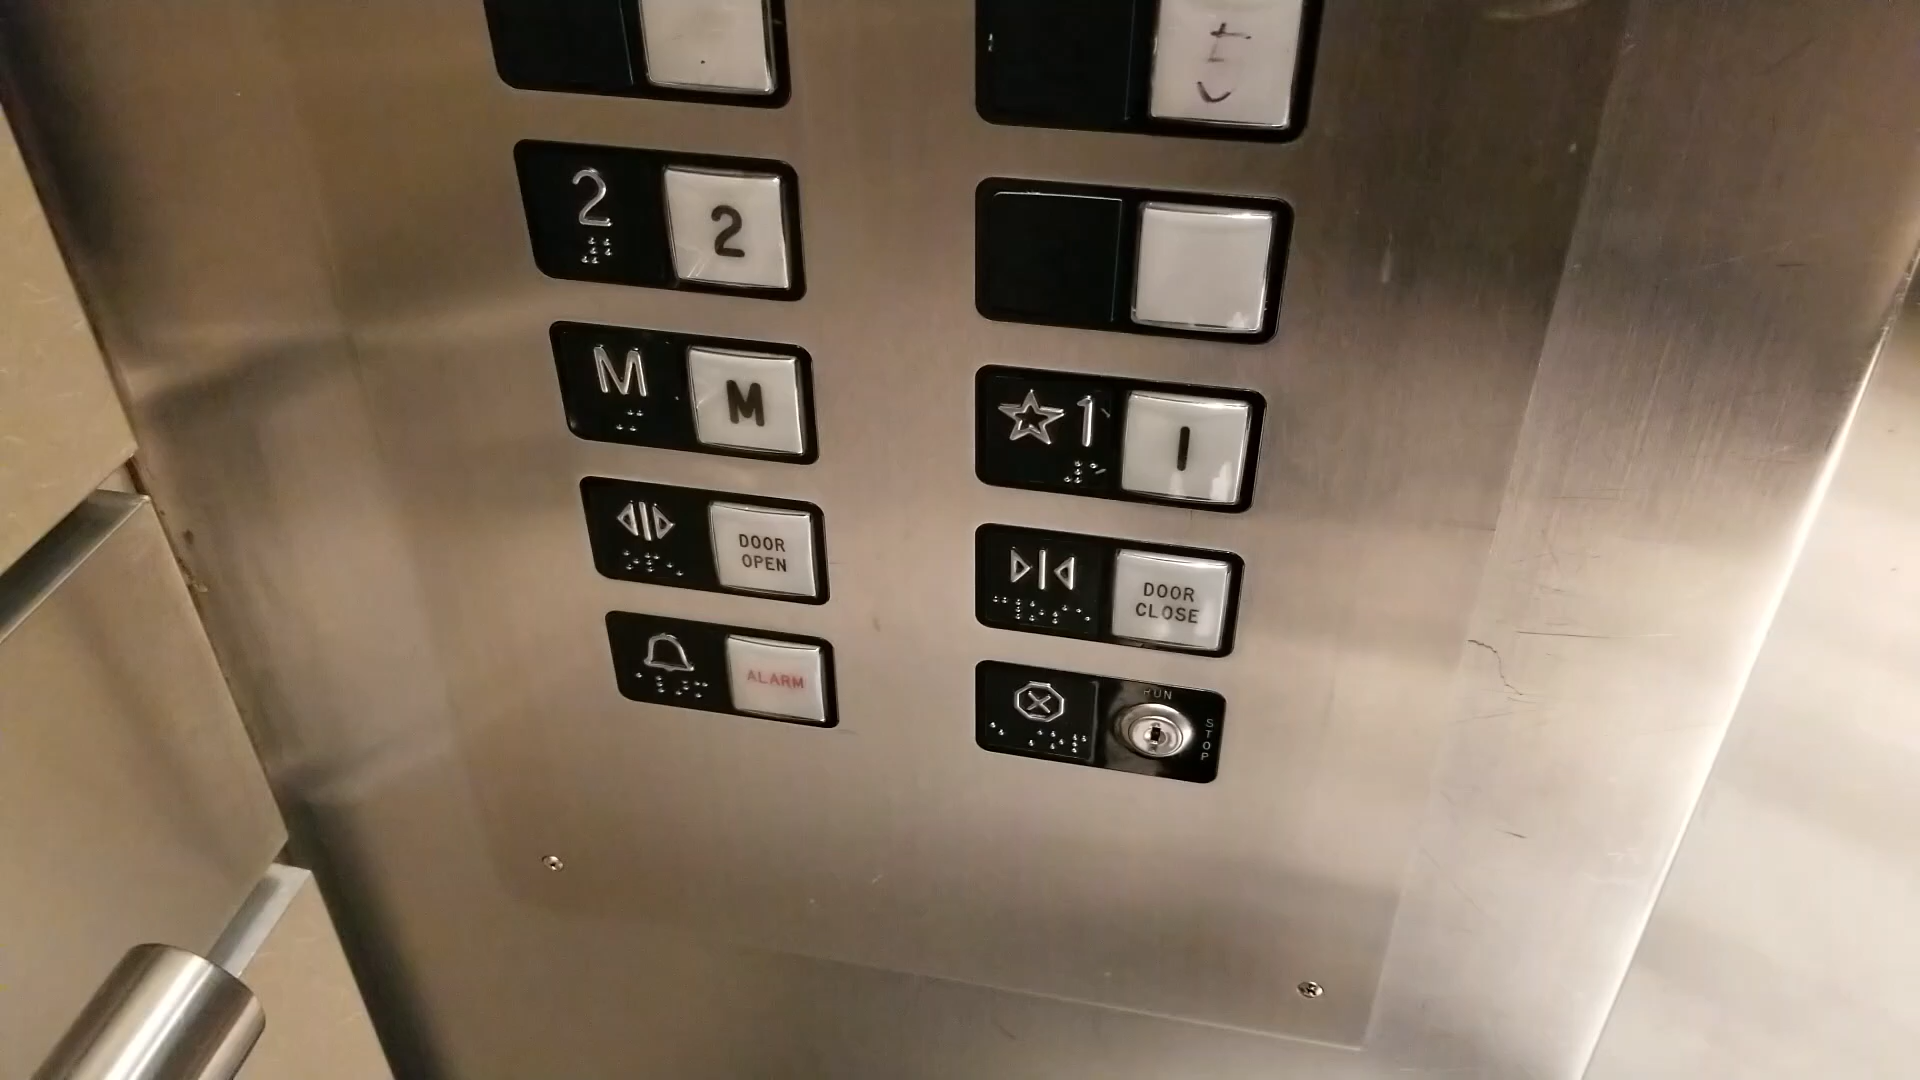 2 2
M M
1 1
DOOR
OPEN
DOOR
CLOSE
ALARM
RUN
STOP